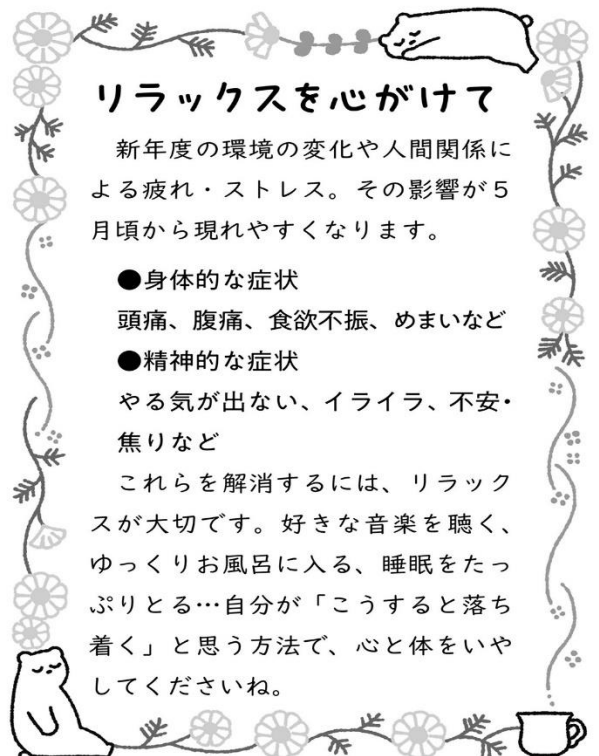 リラックスを心がけて
　新年度の環境の変化や人間関係に
よる疲れ・ストレス。その影響が５
月頃から現れやすくなります。
●身体的な症状
頭痛、腹痛、食欲不振、めまいなど
●精神的な症状
やる気が出ない、イライラ、不安・
焦りなど
　これらを解消するには、リラック
スが大切です。好きな音楽を聴く、
ゆっくりお風呂に入る、睡眠をたっ
ぷりとる…自分が「こうすると落ち
着く」と思う方法で、心と体をいや
してくださいね。